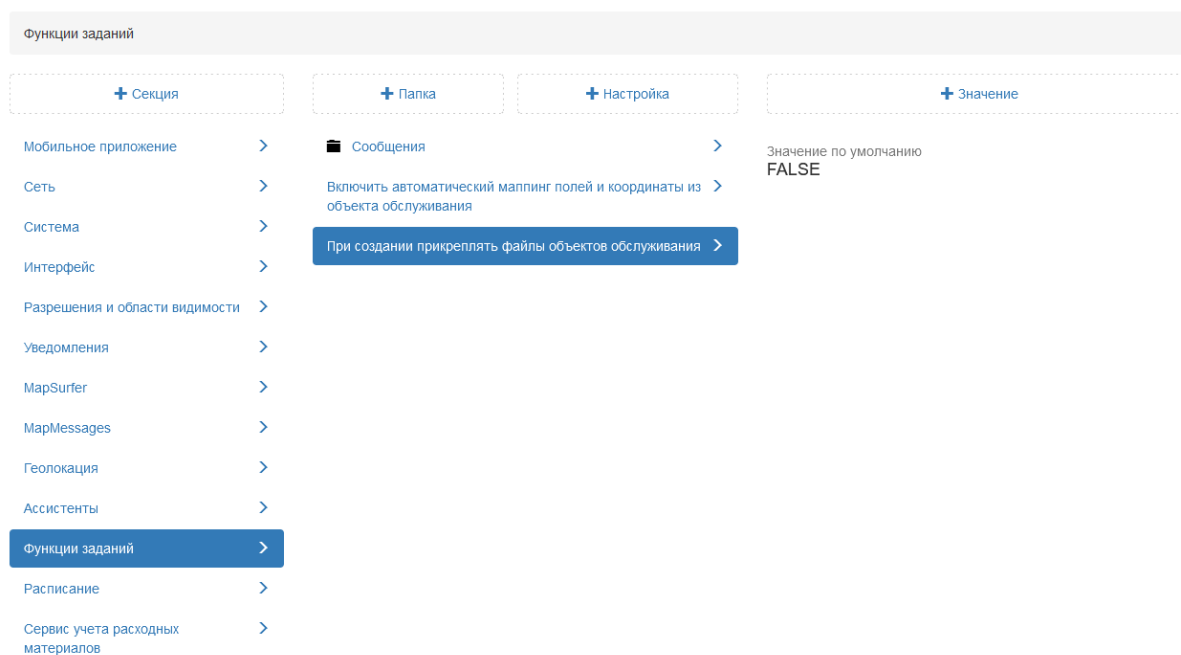 Функции заданий
Секция
Папка
Настройка
Значение
Мобильное приложение
Сеть
Система
Интерфейс
Разрешения и области видимости
Уведомления
MapSurfer
MapMessages
Геолокация
Ассистенты
Функции заданий
Расписание
Сервис учета расходных
материалов
Сообщения
Включить автоматический маппинг полей и координаты из
объекта обслуживания
При создании прикреплять файлы объектов обслуживания
Значение по умолчанию
FALSE